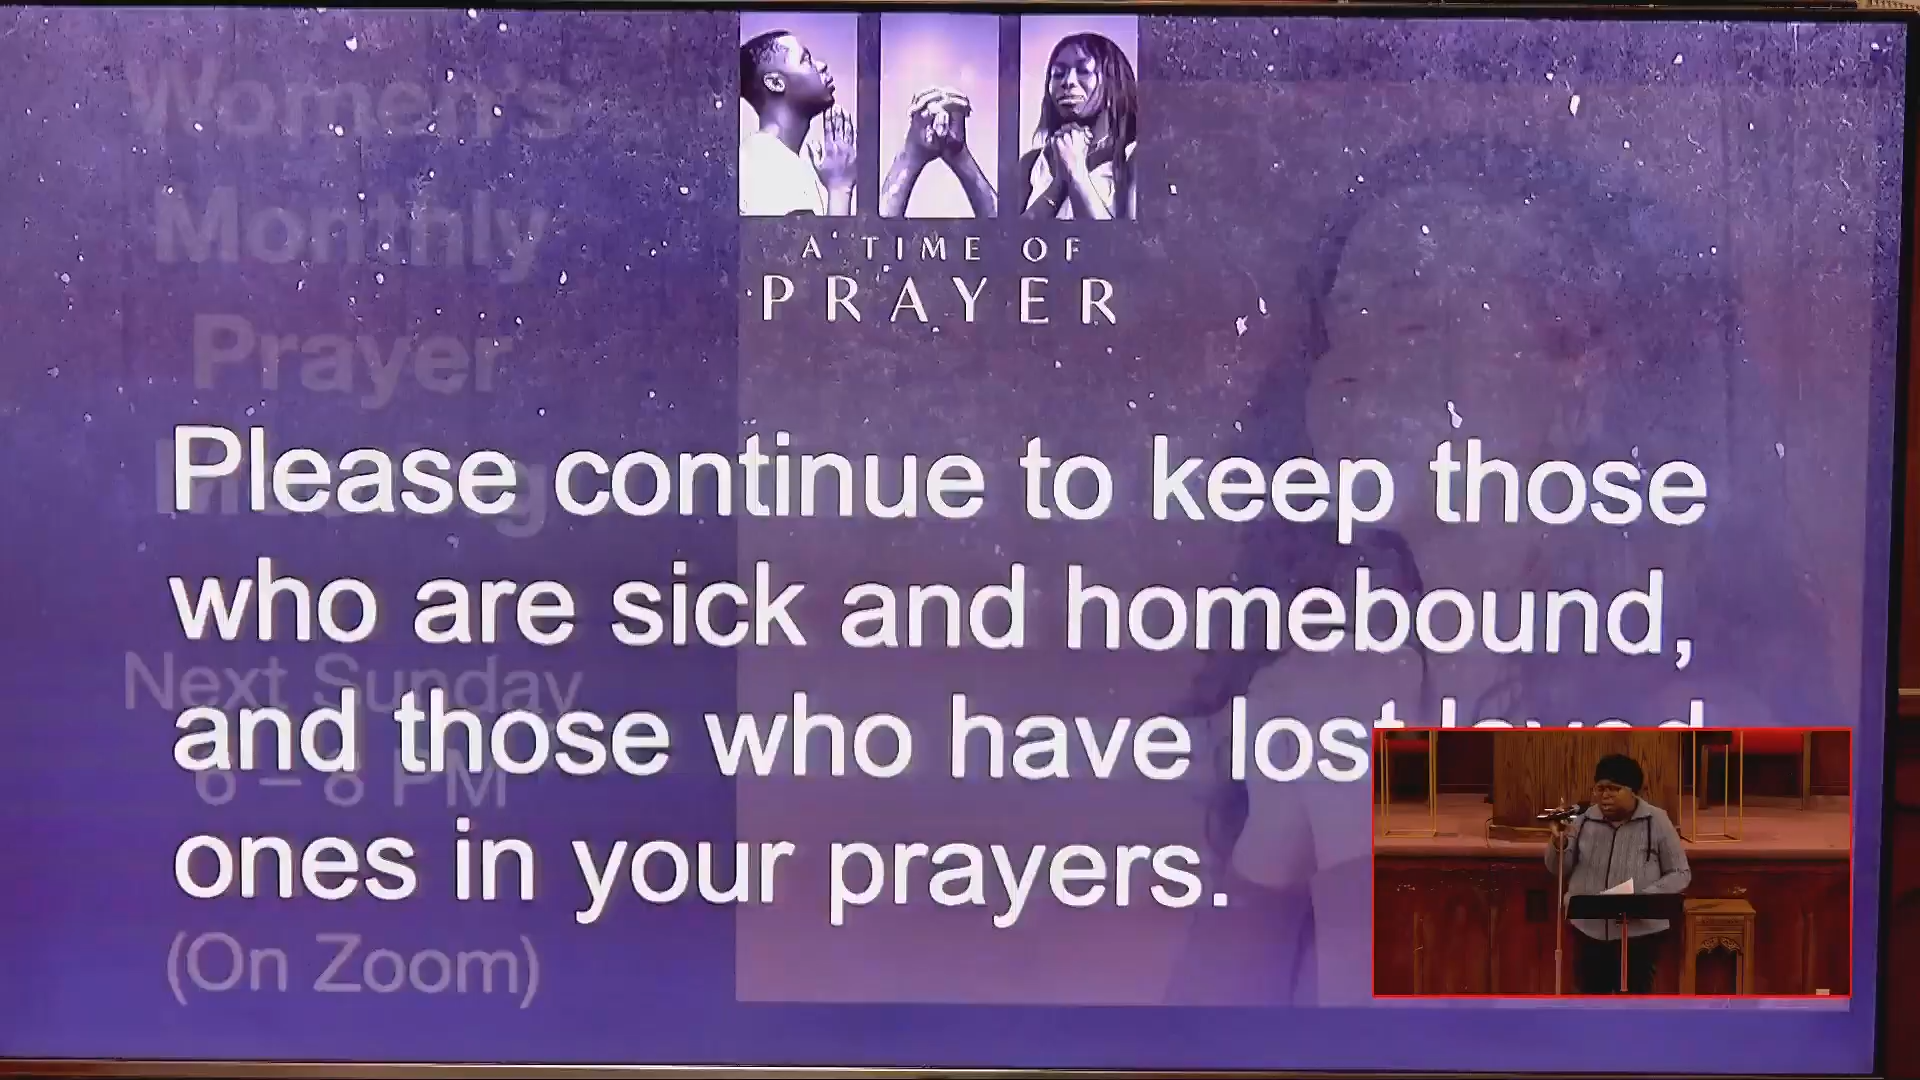 Women's
Monthly
Prayer
A TIME OF
PRAYER
Please continue to keep those
who are sick and homebound,
Next Sunday
and those who have lost loved
6 – 8 PM
ones in your prayers.
(On Zoom)